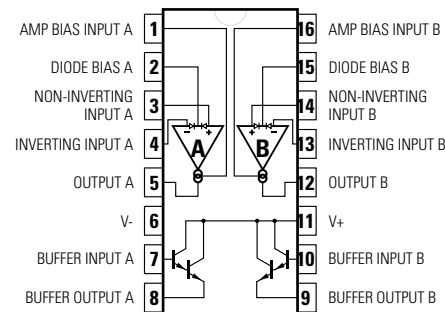 AMP BIAS INPUT A 1
16 AMP BIAS INPUT B
DIODE BIAS A 2
15 DIODE BIAS B
NON-INVERTING
INPUT A 3
14 NON-INVERTING
INPUT B
INVERTING INPUT A 4
13 INVERTING INPUT B
- +
A
+ -
B
OUTPUT A 5
12 OUTPUT B
V- 6
11 V+
BUFFER INPUT A 7
10 BUFFER INPUT B
BUFFER OUTPUT A 8
9 BUFFER OUTPUT B